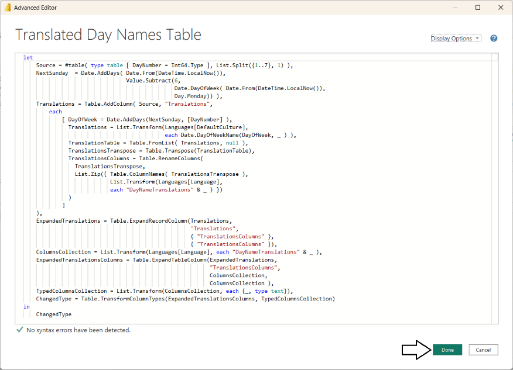 Advanced Editor
Translated Day Names Table
Display Options
let
Source = #table( type table [ DayNumber = Int64.Type ], List.Split({1..7}, 1) ),
NextSunday = Date.AddDays( Date.From(DateTime.LocalNow()),
Value.Subtract(6,
Date.DayOfWeek( Date.From(DateTime.LocalNow()),
Day.Monday)) ),
Translations = Table.AddColumn( Source, "Translations",
each
[ DayOfWeek = Date.AddDays(NextSunday, [DayNumber] ),
Translations = List.Transform(Languages[DefaultCulture],
each Date.DayOfWeekName(DayOfWeek, _ ) ),
TranslationTable = Table.FromList( Translations, null ),
TranslationsTranspose = Table.Transpose(TranslationTable),
TranslationsColumns = Table.RenameColumns(
TranslationsTranspose,
List.Zip({ Table.ColumnNames( TranslationsTranspose ),
List.Transform(Languages[Language],
each "DayNameTranslations" & _ ) })
)
]
),
ExpandedTranslations = Table.ExpandRecordColumn(Translations,
"Translations",
{ "TranslationsColumns" },
{ "TranslationsColumns" }),
ColumnsCollection = List.Transform(Languages[Language], each "DayNameTranslations" & _ ),
ExpandedTranslationsColumns = Table.ExpandTableColumn(ExpandedTranslations,
"TranslationsColumns",
ColumnsCollection,
ColumnsCollection ),
TypedColumnsCollection = List.Transform(ColumnsCollection, each {_, type text}),
ChangedType = Table.TransformColumnTypes(ExpandedTranslationsColumns, TypedColumnsCollection)
in
ChangedType
No syntax errors have been detected.
Done
Cancel